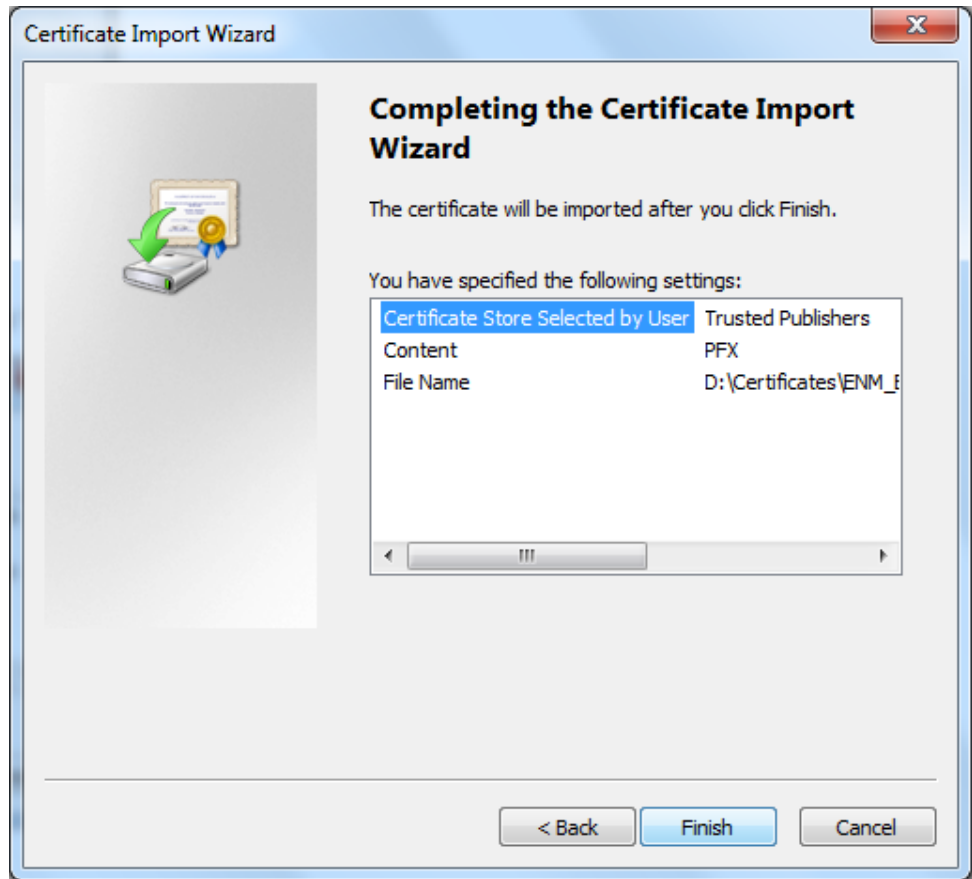 Certificate Import Wizard
Completing the Certificate Import
Wizard
The certificate will be imported after you click Finish.
You have specified the following settings:
Certificate Store Selected by User Trusted Publishers
Content PFX
File Name D:\Certificates\ENM_
< Back Finish Cancel